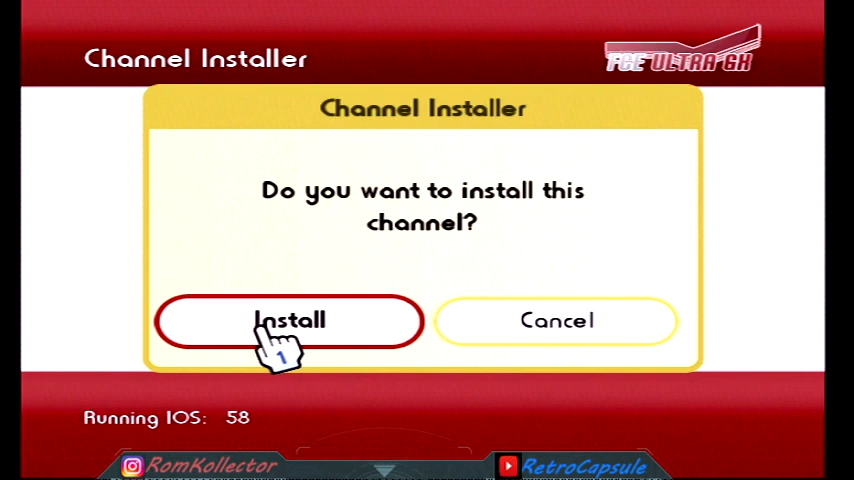 Channel Installer
FCE ULTRA GX
Channel Installer
Do you want to install this
channel?
Install
Cancel
1
Running IOS: 58
RomKollector
RetroCapsule